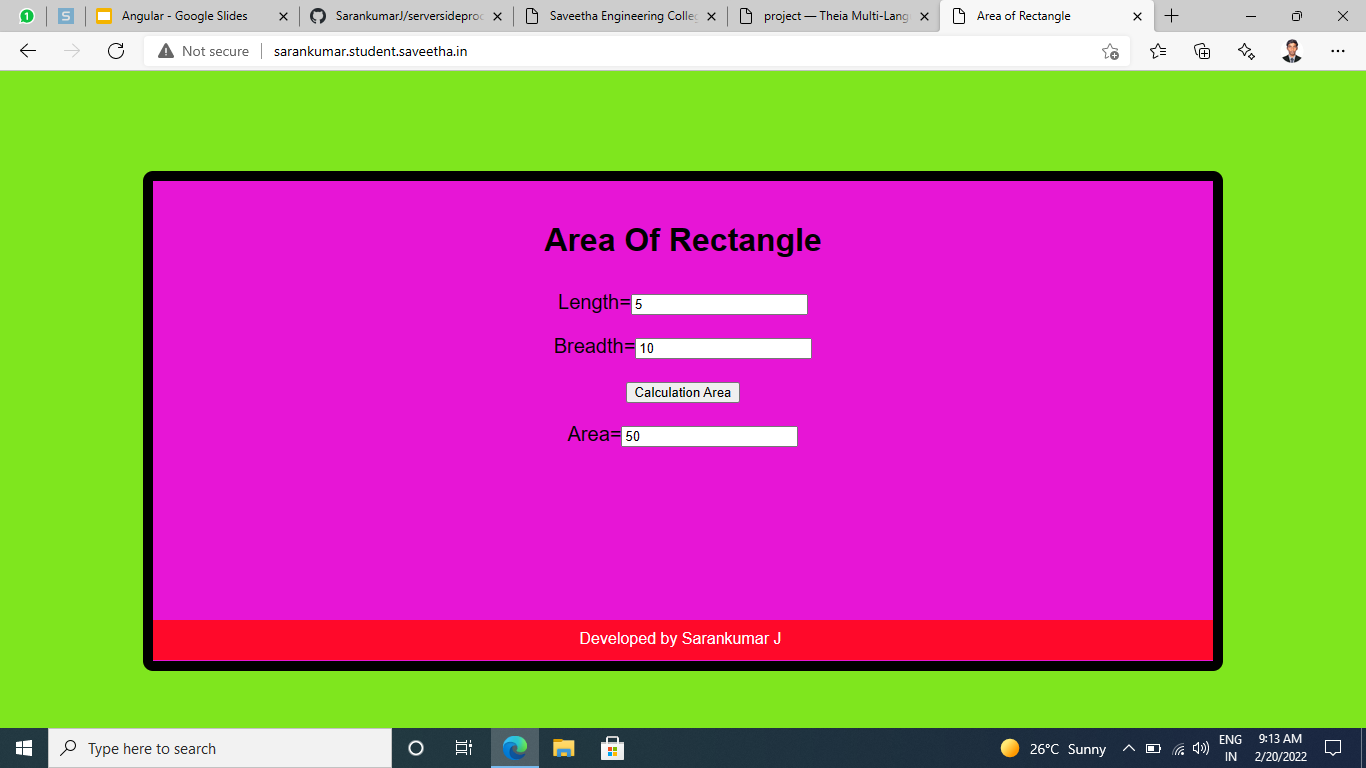 1
S
Angular - Google Slides
SarankumarJ/serversideproc
Saveetha Engineering Colleg
project — Theia Multi-Lang
Area of Rectangle
Not secure
sarankumar.student.saveetha.in
Area Of Rectangle
Length=5
Breadth=10
Calculation Area
Area=50
Developed by Sarankumar J
Type here to search
26°C Sunny
ENG
IN
9:13 AM
2/20/2022